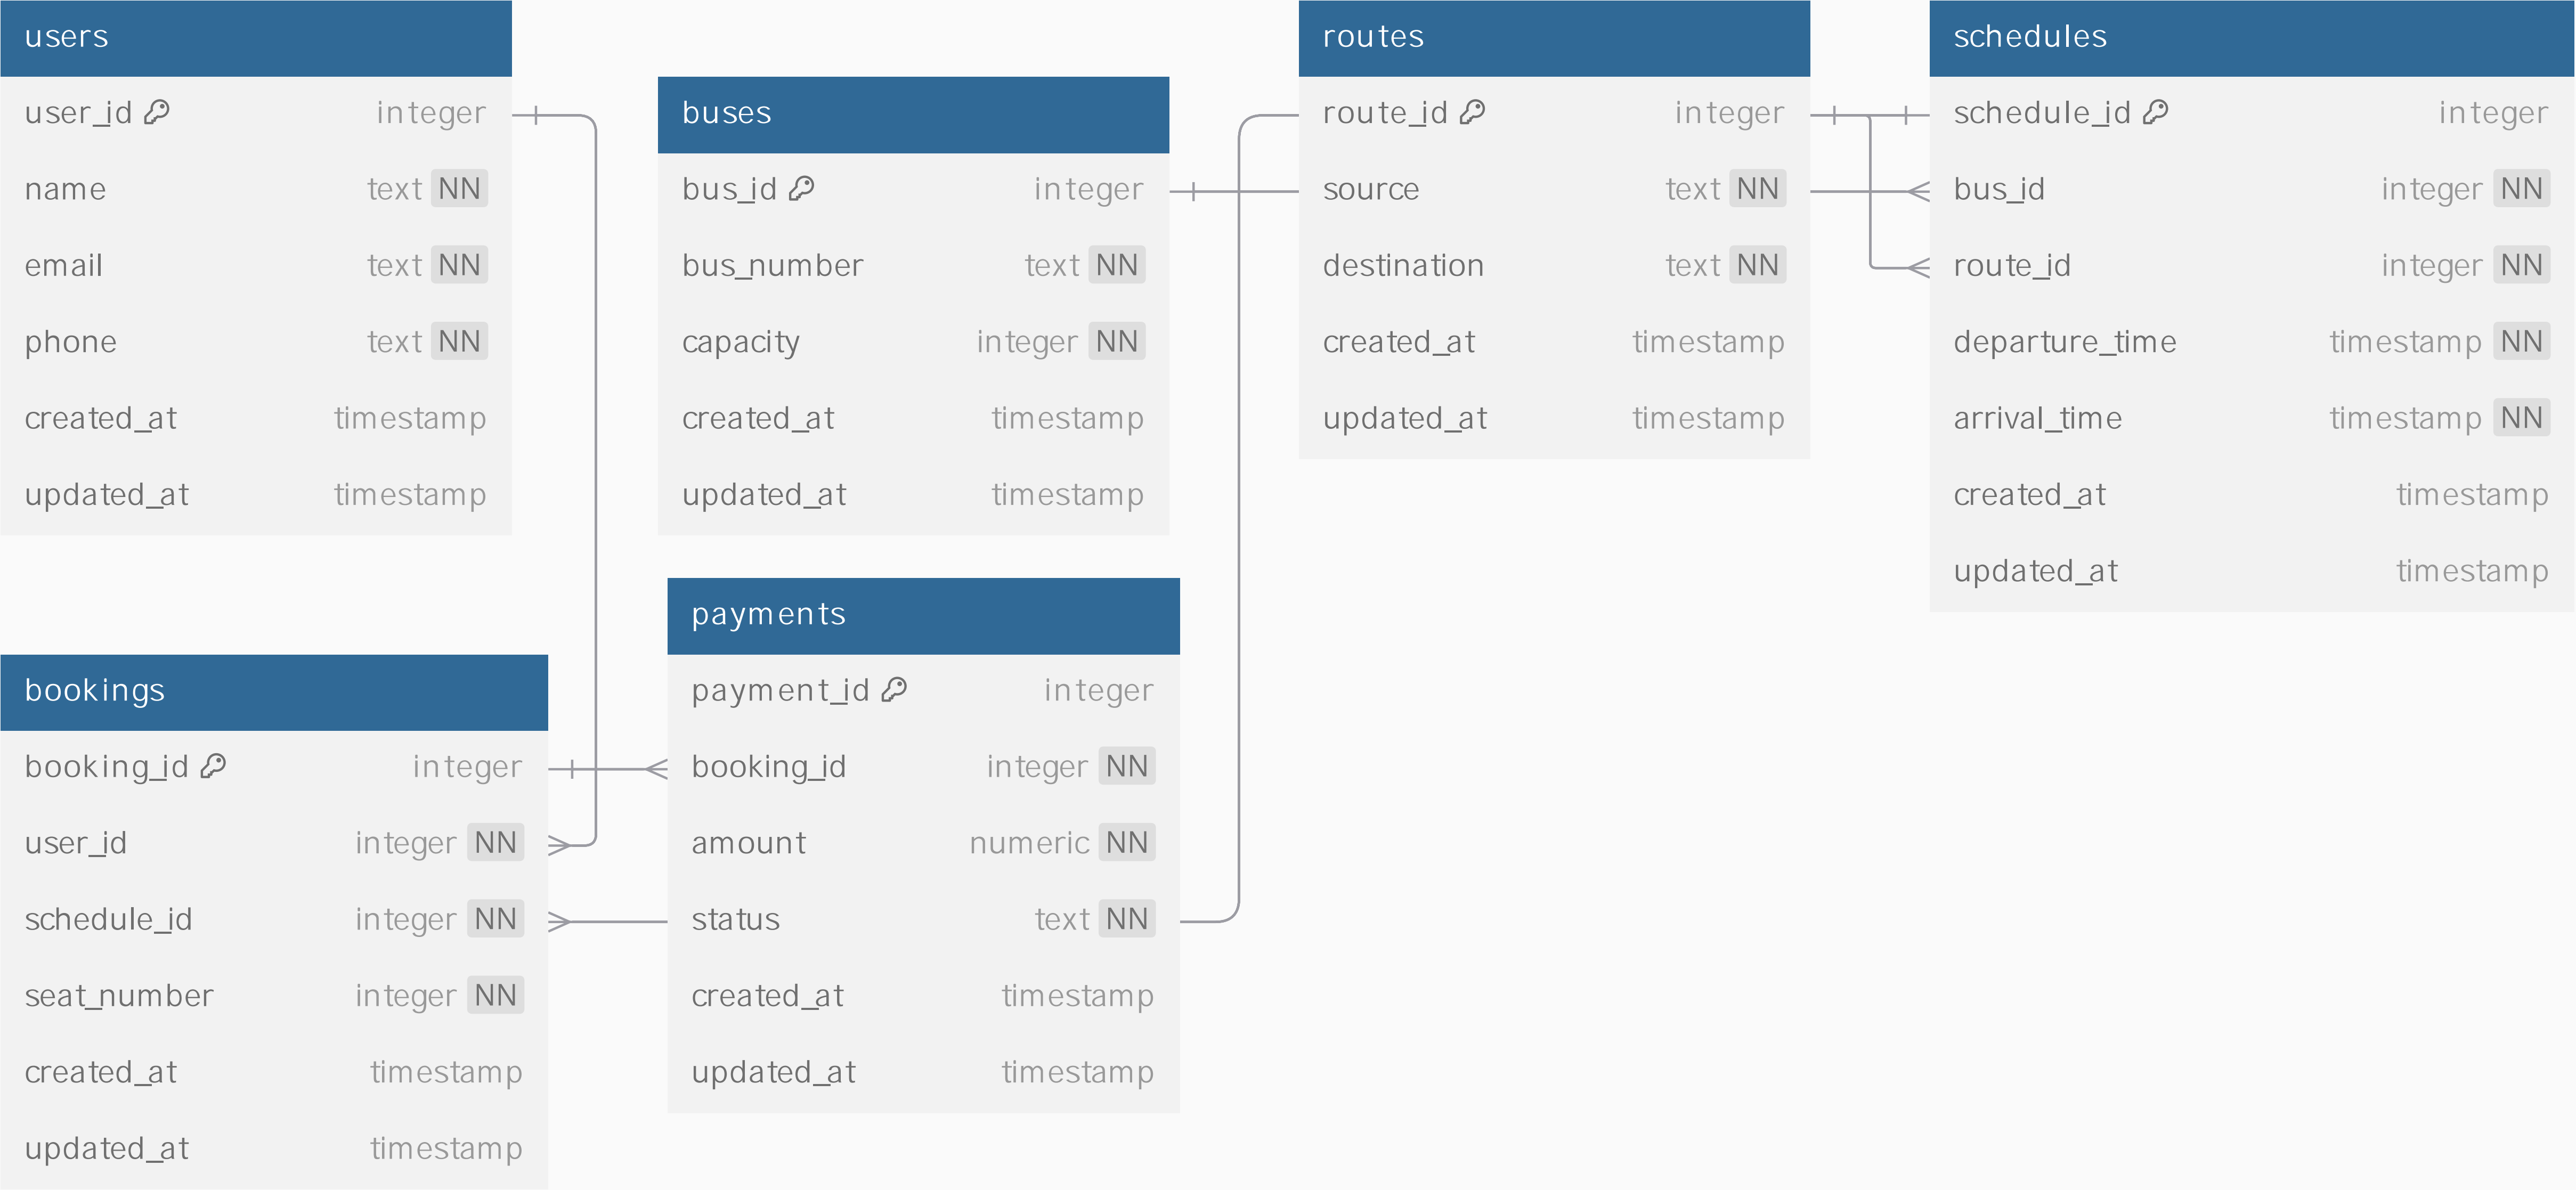 users
user_id integer
name text NN
email text NN
phone text NN
created_at timestamp
updated_at timestamp
buses
bus_id integer
bus_number text NN
capacity integer NN
created_at timestamp
updated_at timestamp
routes
route_id integer
source text NN
destination text NN
created_at timestamp
updated_at timestamp
schedules
schedule_id integer
bus_id integer NN
route_id integer NN
departure_time timestamp NN
arrival_time timestamp NN
created_at timestamp
updated_at timestamp
bookings
booking_id integer
user_id integer NN
schedule_id integer NN
seat_number integer NN
created_at timestamp
updated_at timestamp
payments
payment_id integer
booking_id integer NN
amount numeric NN
status text NN
created_at timestamp
updated_at timestamp